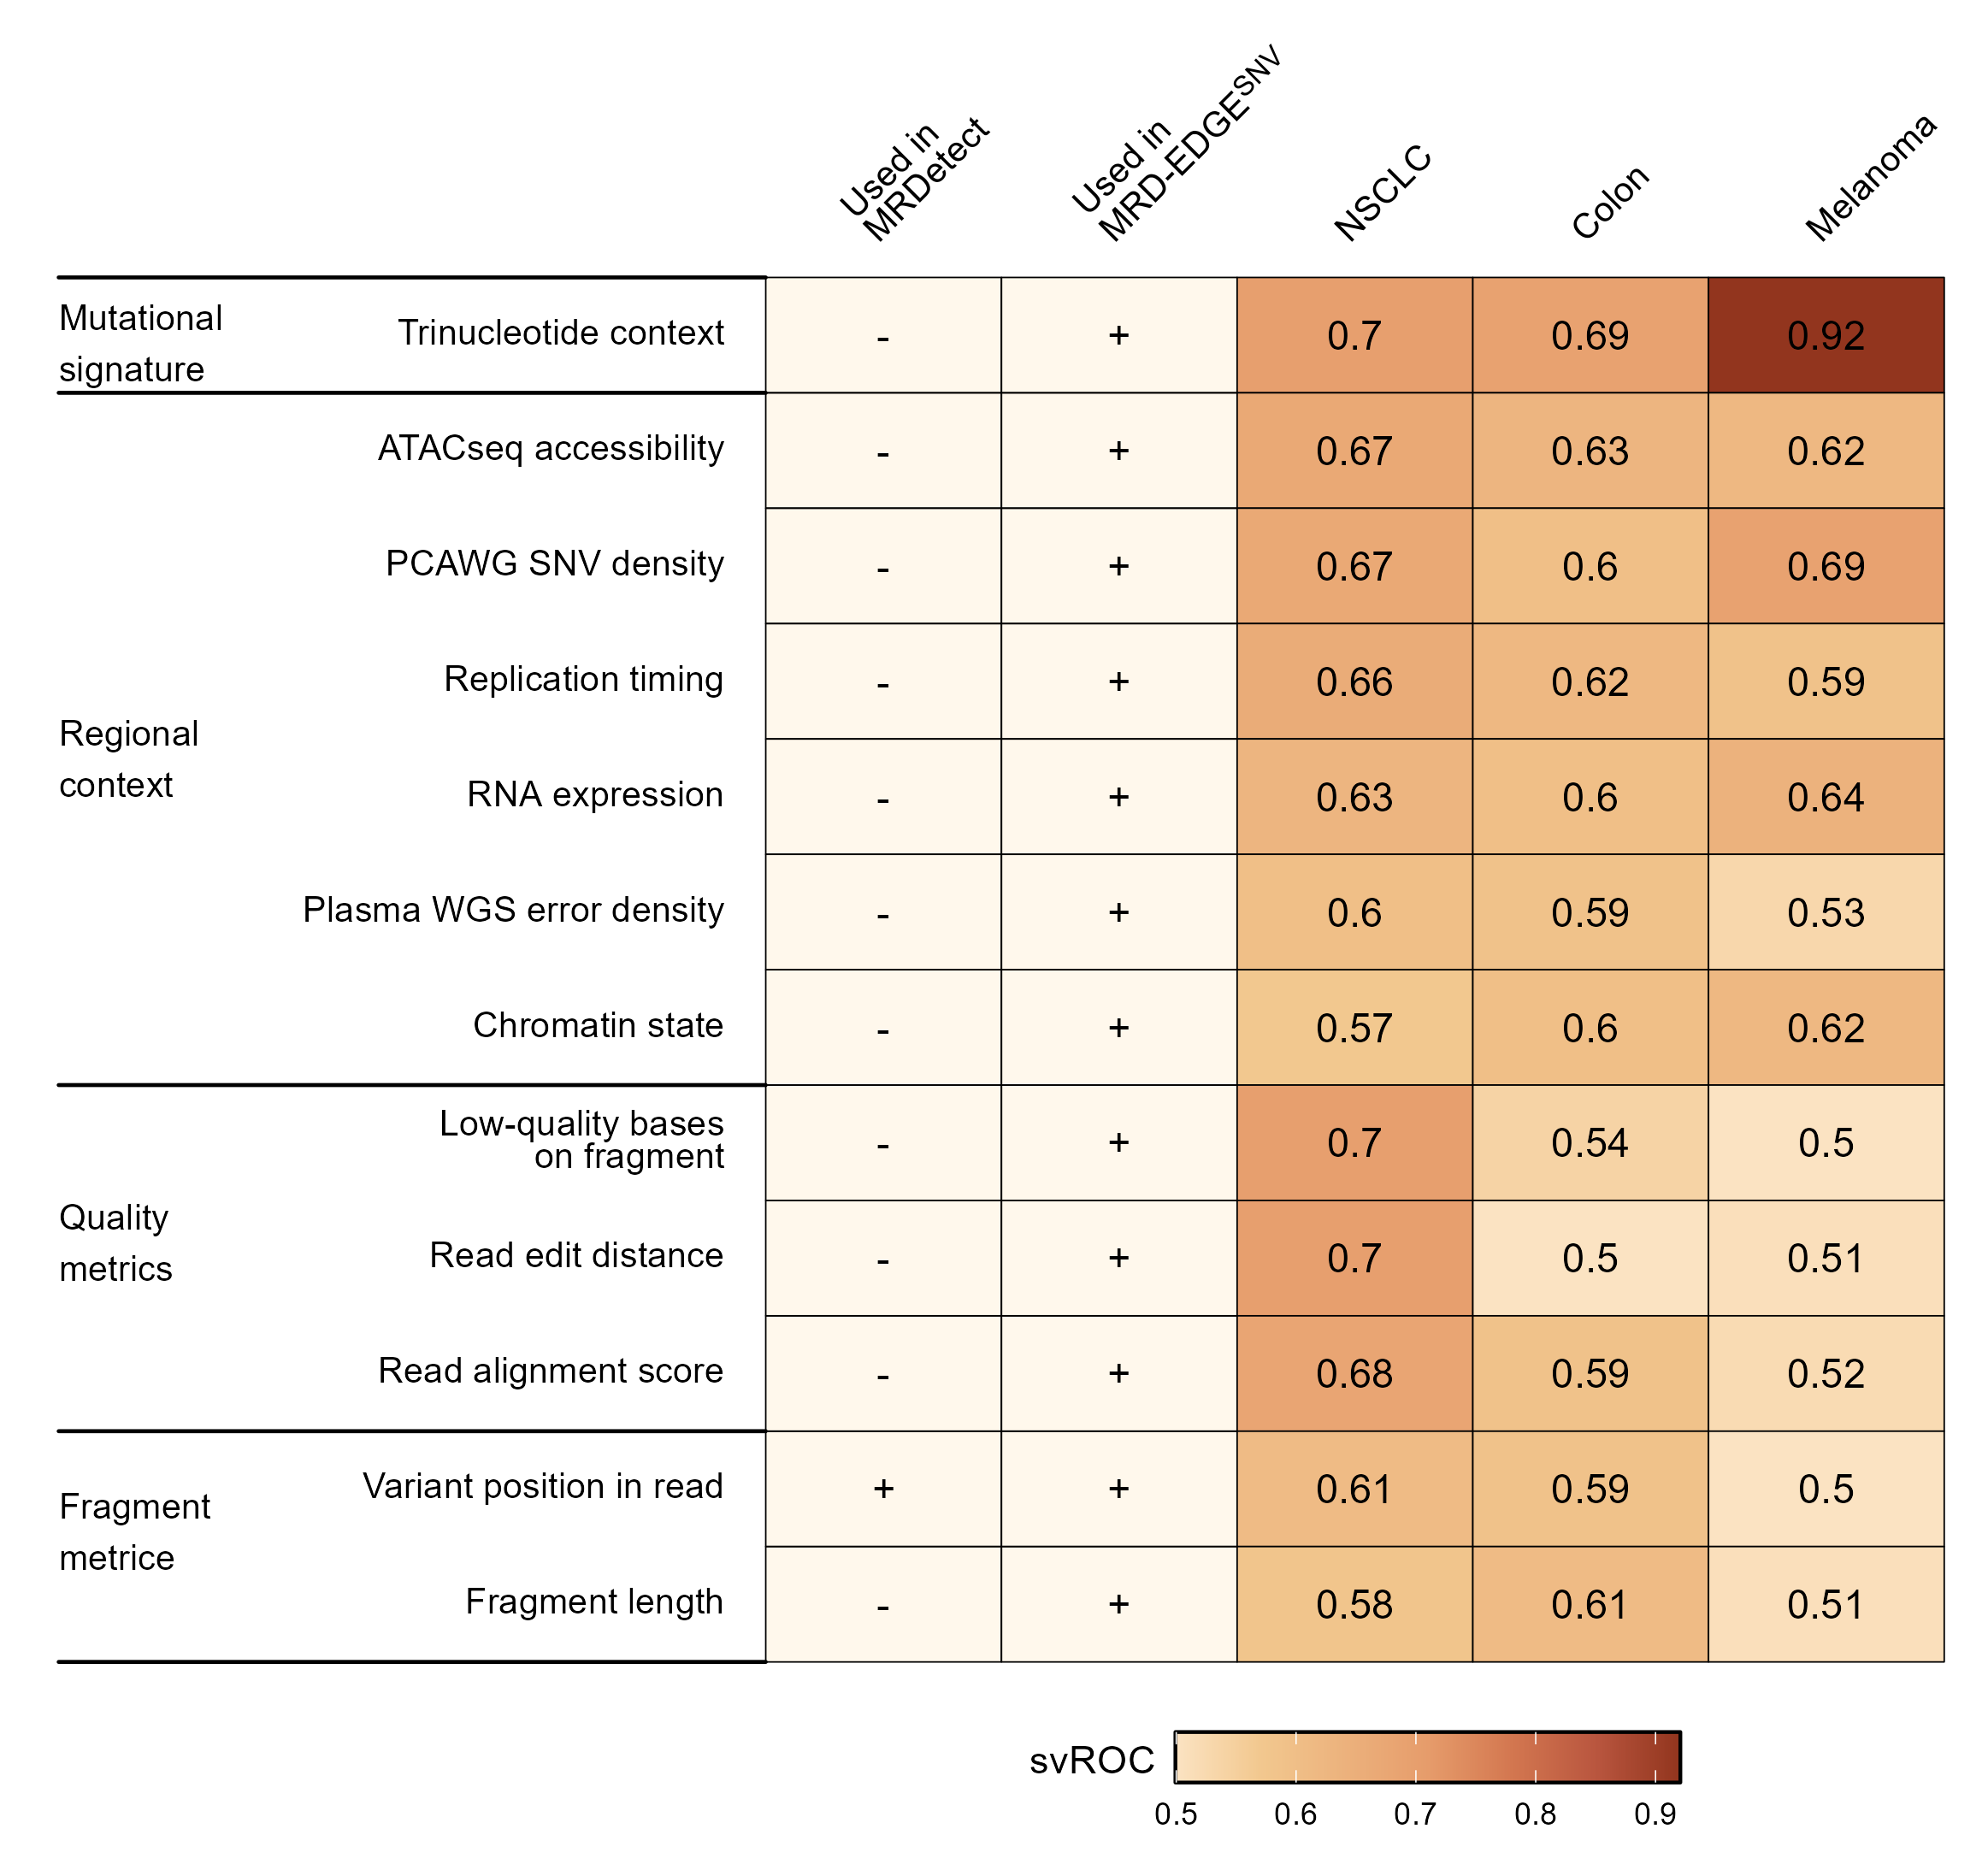 Used in
MRDetect
Used in
MRD-EDGE^SNV
NSCLC
Colon
Melanoma
Mutational
signature
Trinucleotide context
-
+
0.7
0.69
0.92
Regional
context
ATACseq accessibility
-
+
0.67
0.63
0.62
PCAWG SNV density
-
+
0.67
0.6
0.69
Replication timing
-
+
0.66
0.62
0.59
RNA expression
-
+
0.63
0.6
0.64
Plasma WGS error density
-
+
0.6
0.59
0.53
Chromatin state
-
+
0.57
0.6
0.62
Quality
metrics
Low-quality bases
on fragment
-
+
0.7
0.54
0.5
Read edit distance
-
+
0.7
0.5
0.51
Read alignment score
-
+
0.68
0.59
0.52
Fragment
metrice
Variant position in read
+
+
0.61
0.59
0.5
Fragment length
-
+
0.58
0.61
0.51
svROC
0.5 0.6 0.7 0.8 0.9